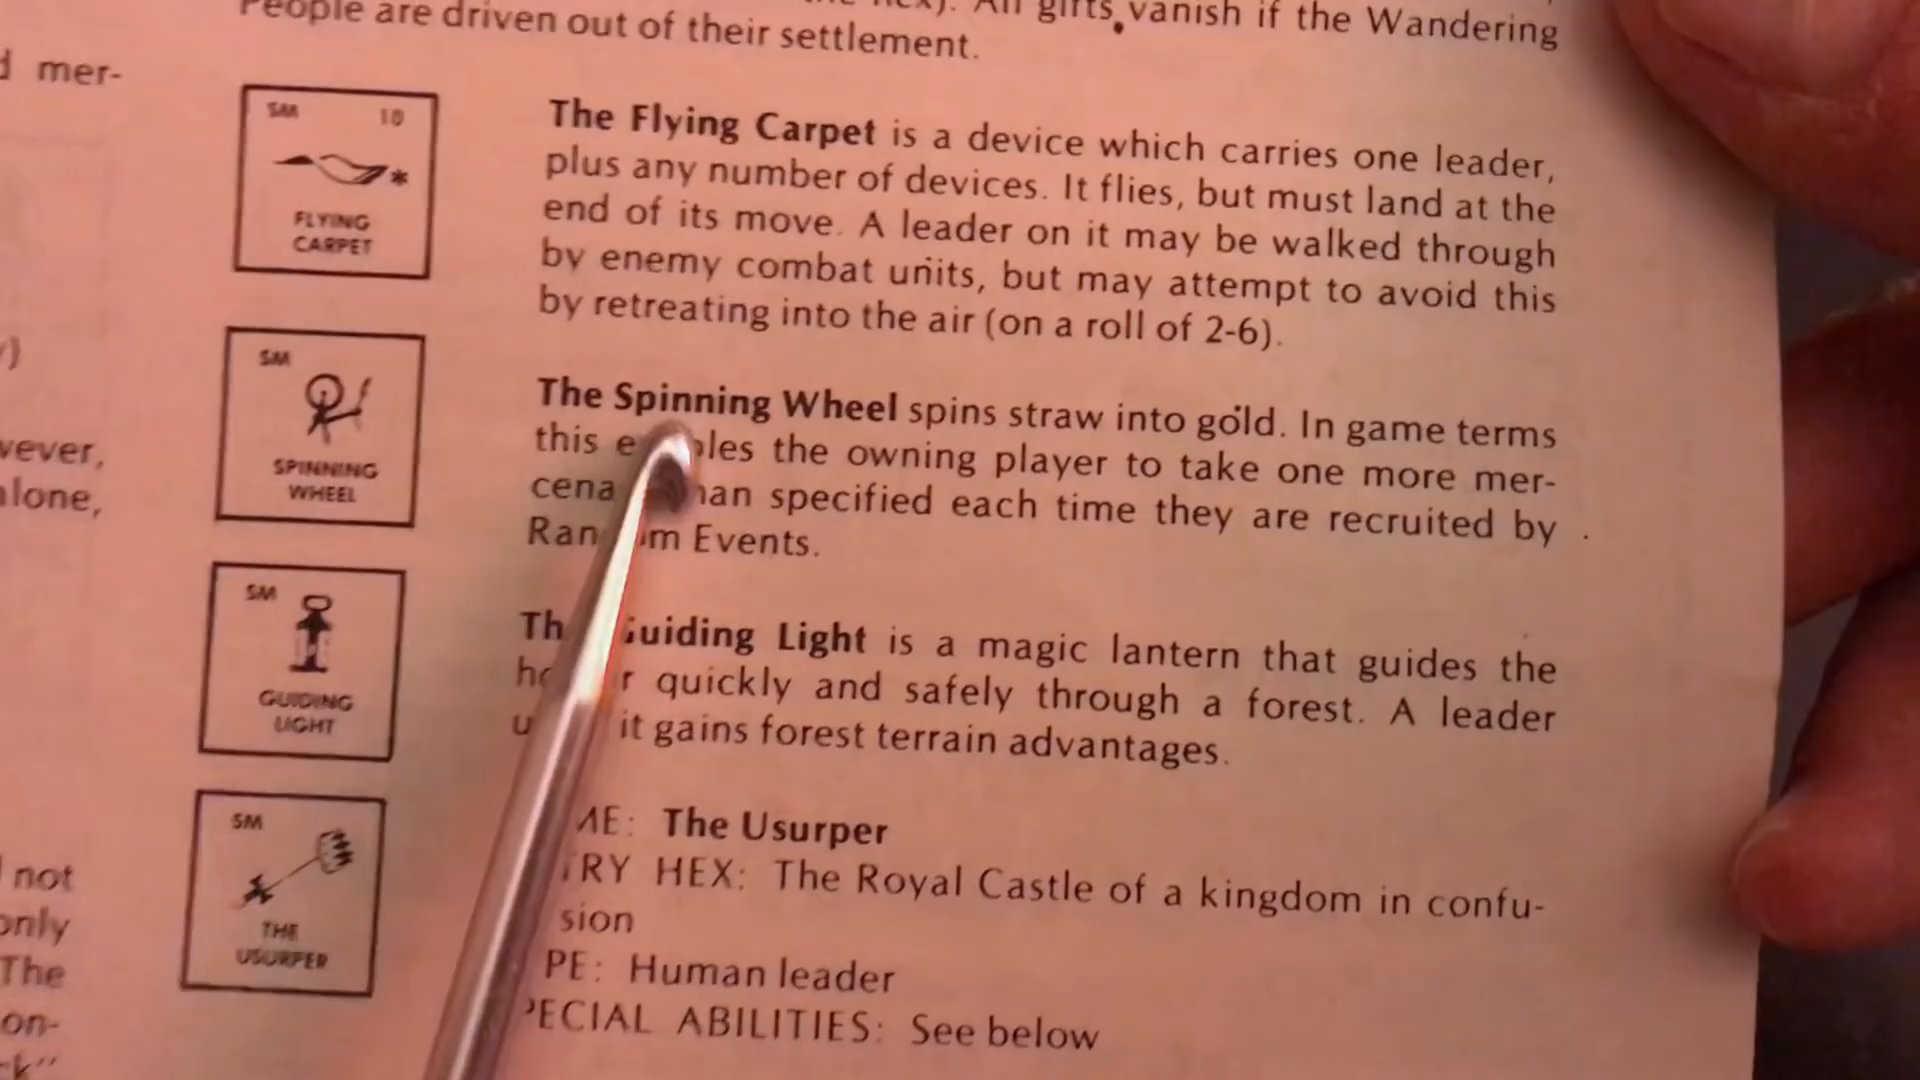 mer-
vanish if the Wandering
People are driven out of their settlement.
SM 10
FLYING
CARPET
The Flying Carpet is a device which carries one leader,
plus any number of devices. It flies, but must land at the
end of its move. A leader on it may be walked through
by enemy combat units, but may attempt to avoid this
by retreating into the air (on a roll of 2-6).
SM
SPINNING
WHEEL
The Spinning Wheel spins straw into gold. In game terms
this the owning player to take one more mer-
specified each time they are recruited by
Events.
SM
GUIDING
LIGHT
Guiding Light is a magic lantern that guides the
quickly and safely through a forest. A leader
it gains forest terrain advantages.
SM
THE
USURPER
The Usurper
HEX: The Royal Castle of a kingdom in confu-
sion
Human leader
ABILITIES: See below
not
only
The